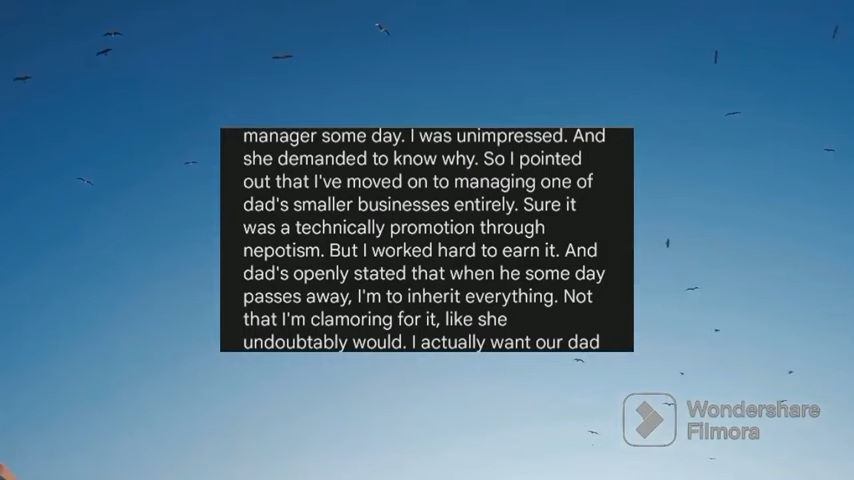 manager some day. I was unimpressed. And
she demanded to know why. So I pointed
out that I've moved on to managing one of
dad's smaller businesses entirely. Sure it
was a technically promotion through
nepotism. But I worked hard to earn it. And
dad's openly stated that when he some day
passes away, I'm to inherit everything. Not
that I'm clamoring for it, like she
undoubtably would. I actually want our dad
Wondershare
Filmora